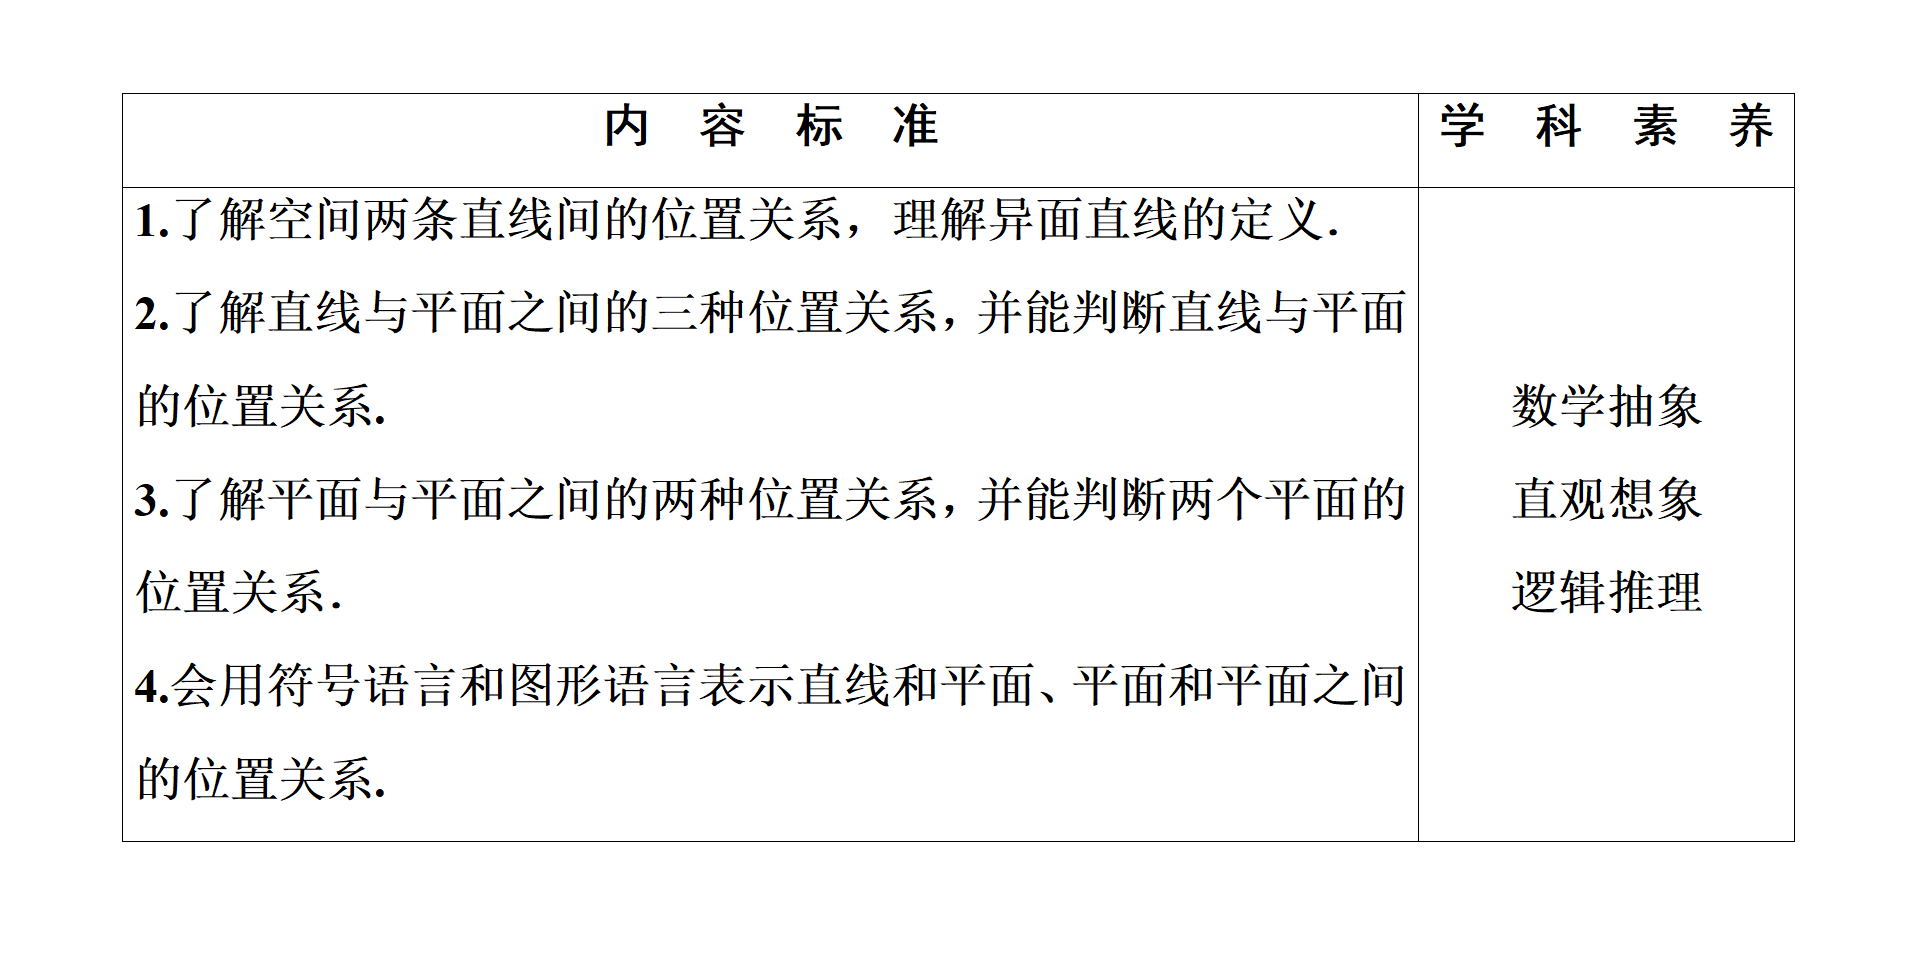 内 容 标 准
学 科 素 养
1.了解空间两条直线间的位置关系，理解异面直线的定义．
2.了解直线与平面之间的三种位置关系，并能判断直线与平面
的位置关系.
3.了解平面与平面之间的两种位置关系，并能判断两个平面的
位置关系．
4.会用符号语言和图形语言表示直线和平面、平面和平面之间
的位置关系.
数学抽象
直观想象
逻辑推理